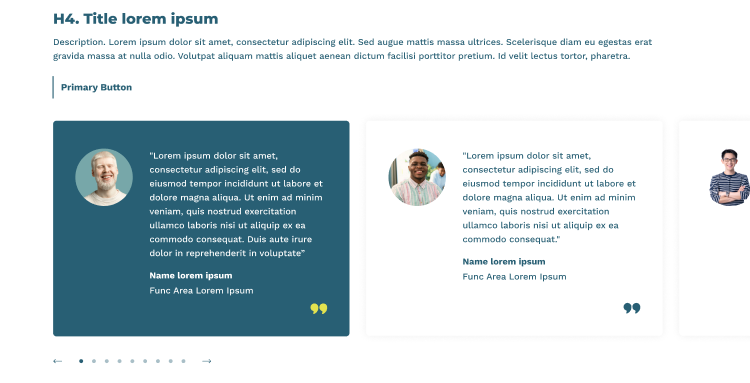 H4. Title lorem ipsum
Description. Lorem ipsum dolor sit amet, consectetur adipiscing elit. Sed augue mattis massa ultrices. Scelerisque diam eu egestas erat
gravida massa at nulla odio. Volutpat aliquam mattis aliquet aenean dictum facilisi porttitor pretium. Id velit lectus tortor, pharetra.
Primary Button
"Lorem ipsum dolor sit amet,
consectetur adipiscing elit, sed do
eiusmod tempor incididunt ut labore et
dolore magna aliqua. Ut enim ad minim
veniam, quis nostrud exercitation
ullamco laboris nisi ut aliquip ex ea
commodo consequat. Duis aute irure
dolor in reprehenderit in voluptate”
Name lorem ipsum
Func Area Lorem Ipsum
"Lorem ipsum dolor sit amet,
consectetur adipiscing elit, sed do
eiusmod tempor incididunt ut labore et
dolore magna aliqua. Ut enim ad minim
veniam, quis nostrud exercitation
ullamco laboris nisi ut aliquip ex ea
commodo consequat."
Name lorem ipsum
Func Area Lorem Ipsum